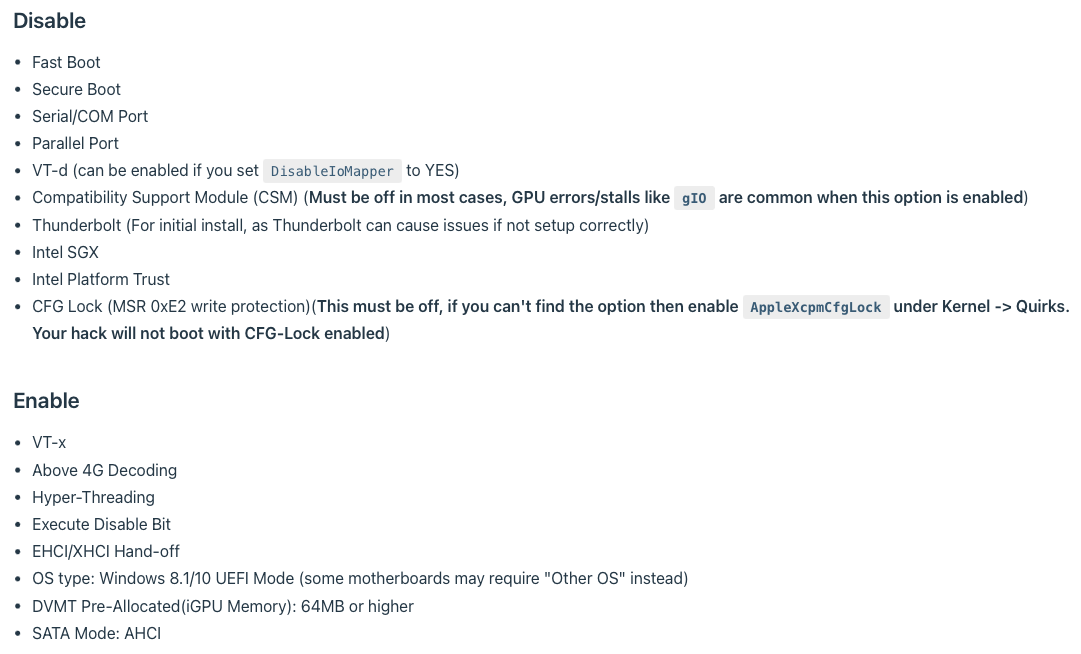 Disable
• Fast Boot
• Secure Boot
• Serial/COM Port
• Parallel Port
• VT-d (can be enabled if you set DisableIoMapper to YES)
• Compatibility Support Module (CSM) (Must be off in most cases, GPU errors/stalls like gIO are common when this option is enabled)
• Thunderbolt (For initial install, as Thunderbolt can cause issues if not setup correctly)
• Intel SGX
• Intel Platform Trust
• CFG Lock (MSR 0xE2 write protection)(This must be off, if you can't find the option then enable AppleXcpmCfgLock under Kernel -> Quirks.
Your hack will not boot with CFG-Lock enabled)
Enable
• VT-x
• Above 4G Decoding
• Hyper-Threading
• Execute Disable Bit
• EHCI/XHCI Hand-off
• OS type: Windows 8.1/10 UEFI Mode (some motherboards may require "Other OS" instead)
• DVMT Pre-Allocated(iGPU Memory): 64MB or higher
• SATA Mode: AHCI